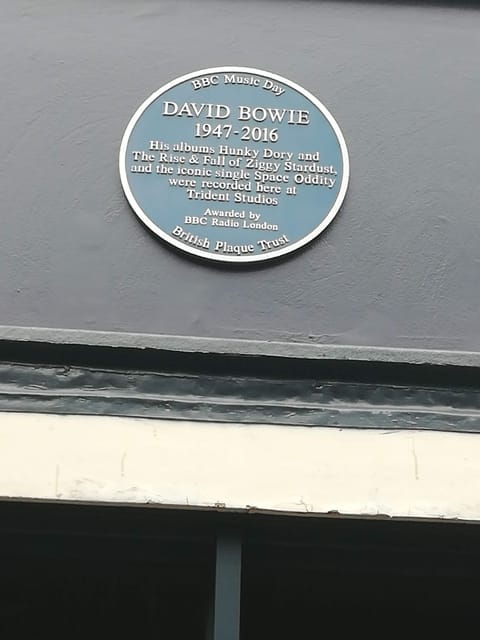 BBC Music Day
DAVID BOWIE
1947-2016
His albums Hunky Dory and
The Rise & Fall of Ziggy Stardust,
and the iconic single Space Oddity
were recorded here at
Trident Studios
Awarded by
BBC Radio London
British Plaque Trust